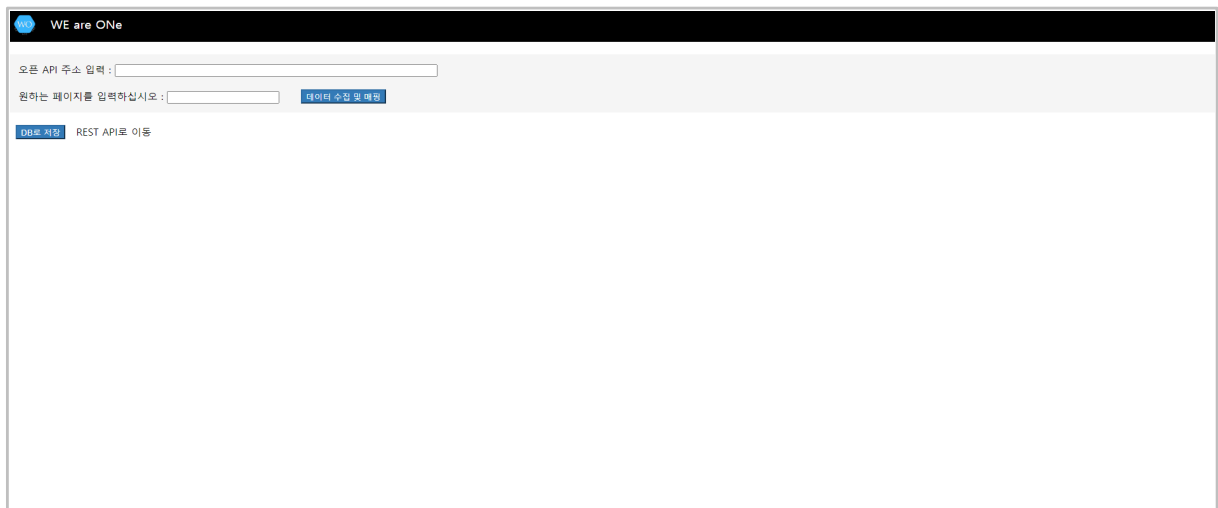 WO WE are ONe
오픈 API 주소 입력 :
원하는 페이지를 입력하십시오 : 데이터 수집 및 매핑
DB로 저장 REST API로 이동